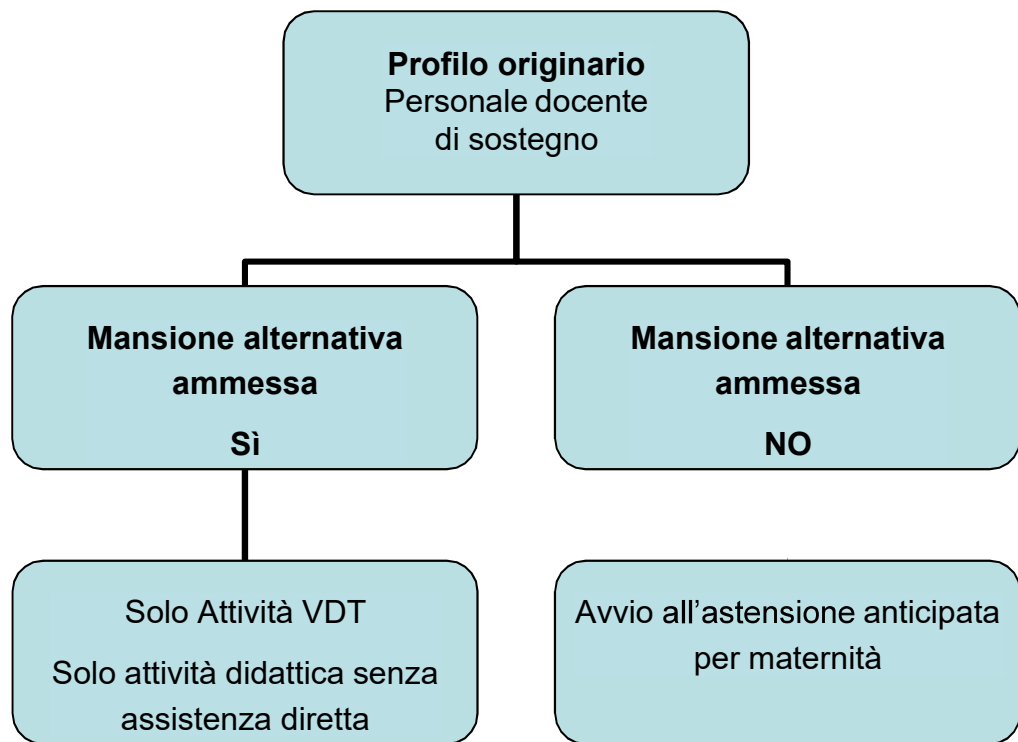 Profilo originario
Personale docente
di sostegno
Mansione alternativa
ammessa
Sì
Mansione alternativa
ammessa
NO
Solo Attività VDT
Solo attività didattica senza
assistenza diretta
Avvio all’astensione anticipata
per maternità